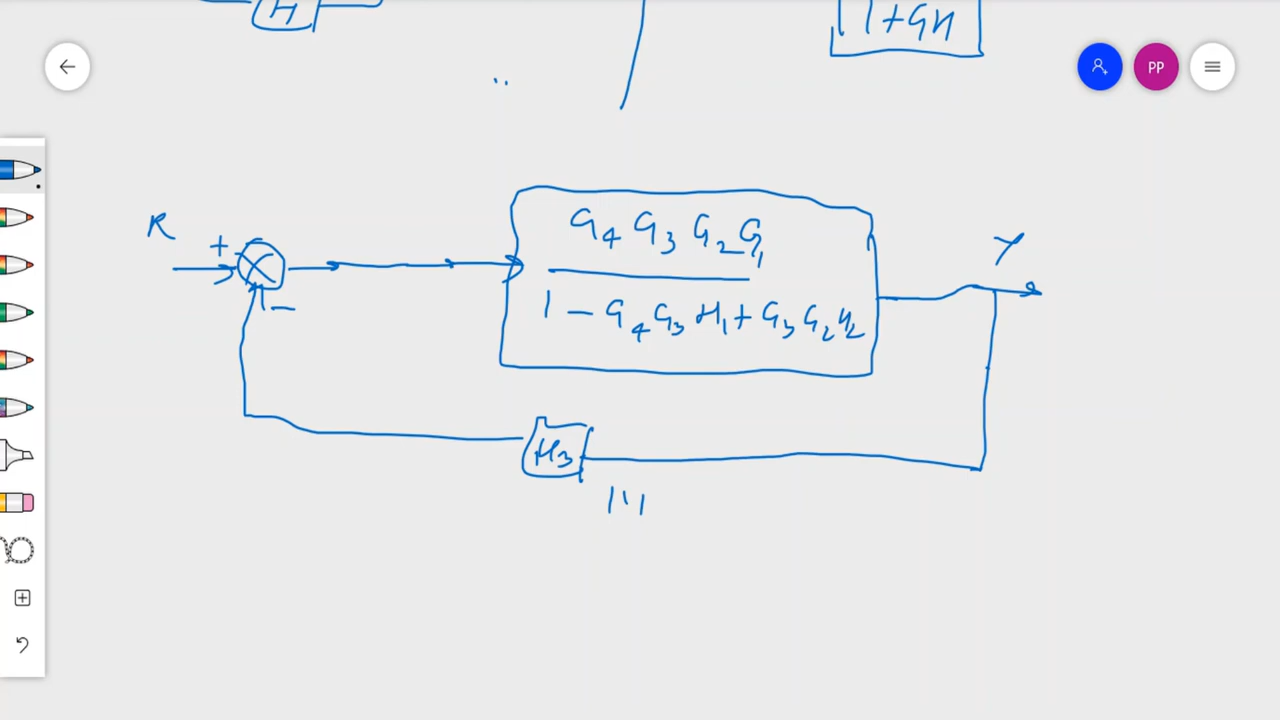 H
1+GH
PP
R
+
G4 G3 G2 G1
1 - G4 G3 H1 + G3 G2 H2
Y
-
H3